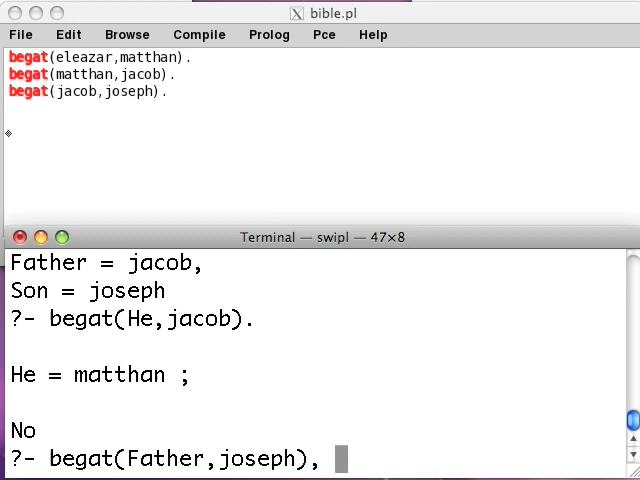 bible.pl
File Edit Browse Compile Prolog Pce Help
begat(eleazar,matthan).
begat(matthan,jacob).
begat(jacob,joseph).
Terminal — swipl — 47×8
Father = jacob,
Son = joseph
?- begat(He,jacob).
He = matthan ;
No
?- begat(Father,joseph),